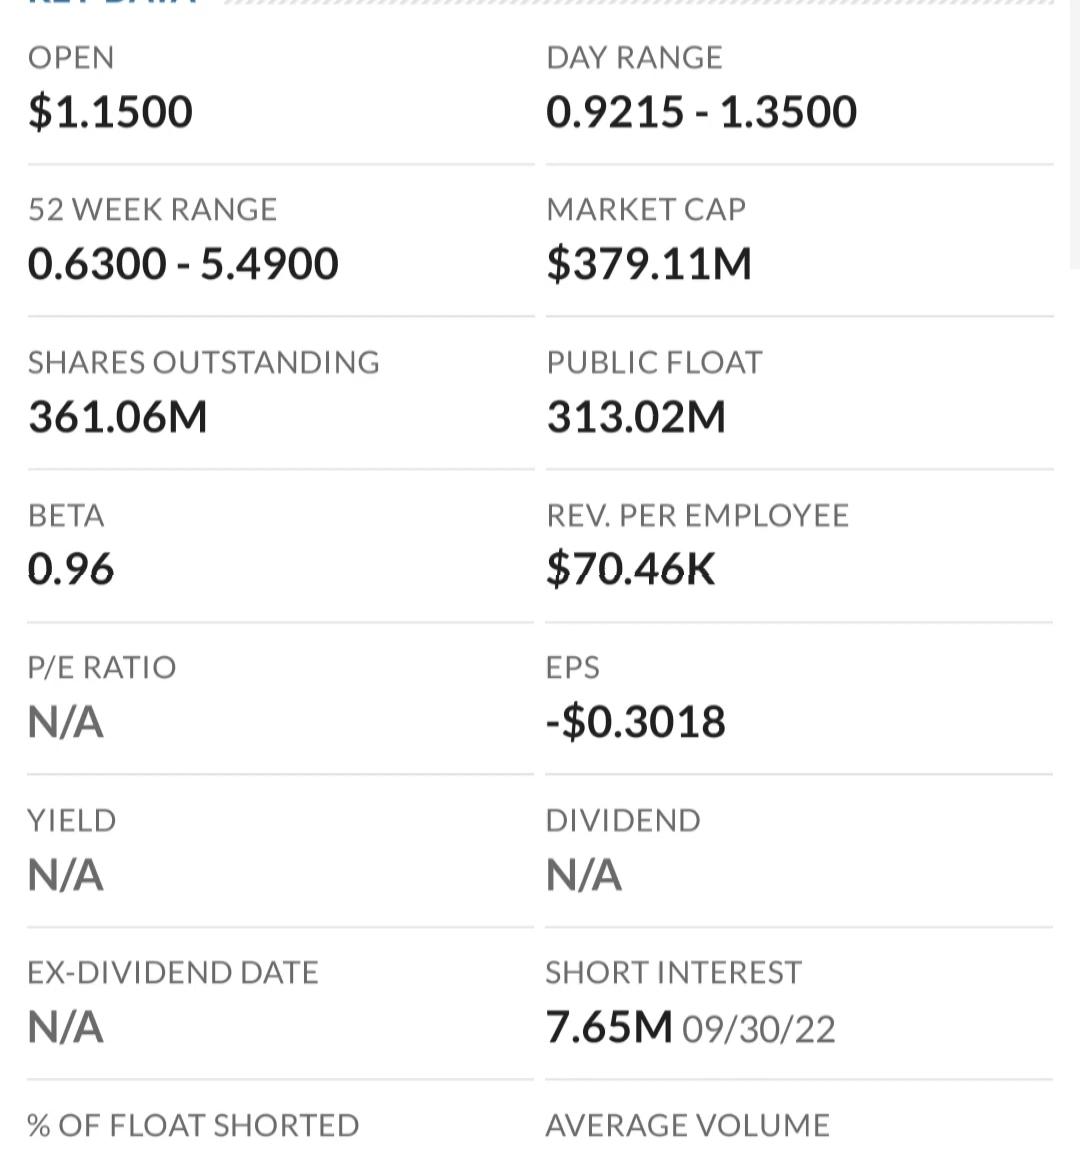 OPEN
$1.1500
DAY RANGE
0.9215 - 1.3500
52 WEEK RANGE
0.6300 - 5.4900
MARKET CAP
$379.11M
SHARES OUTSTANDING
361.06M
PUBLIC FLOAT
313.02M
BETA
0.96
REV. PER EMPLOYEE
$70.46K
P/E RATIO
N/A
EPS
-$0.3018
YIELD
N/A
DIVIDEND
N/A
EX-DIVIDEND DATE
N/A
SHORT INTEREST
7.65M 09/30/22
% OF FLOAT SHORTED
AVERAGE VOLUME